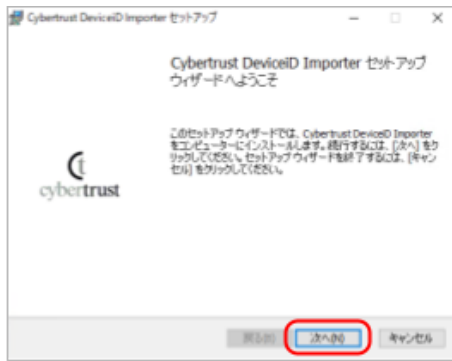 Cybertrust DeviceiD Importer セットアップ
Cybertrust DeviceiD Importer セットアップ
ウィザードへようこそ
このセットアップ ウィザードでは、Cybertrust DeviceiD Importer
をコンピューターにインストールします。続行するには、[次へ] をク
リックしてください。セットアップ ウィザードを終了するには、[キャン
セル] をクリックしてください。
cybertrust
戻る(B) 次へ(N) キャンセル